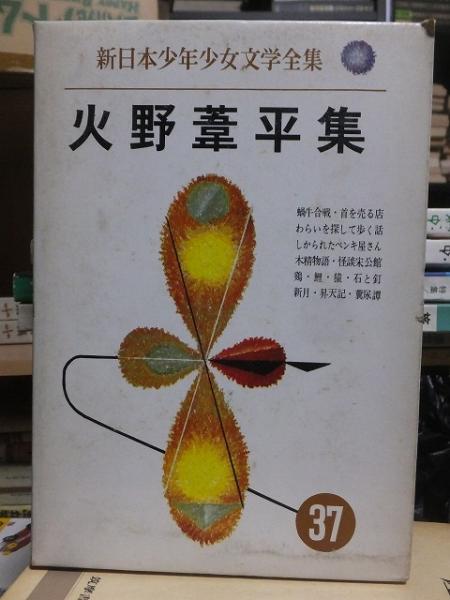 新日本少年少女文学全集
火野葦平集
蝸牛合戦・首を売る店
わらいを探して歩く話
しかられたペンキ屋さん
木精物語・怪談宋公館
鶏・鯉・猿・石と釘
新月・昇天記・糞尿譚
37